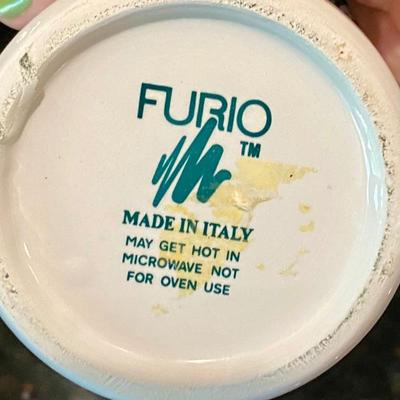 FURIO
TM
MADE IN ITALY
MAY GET HOT IN
MICROWAVE NOT
FOR OVEN USE